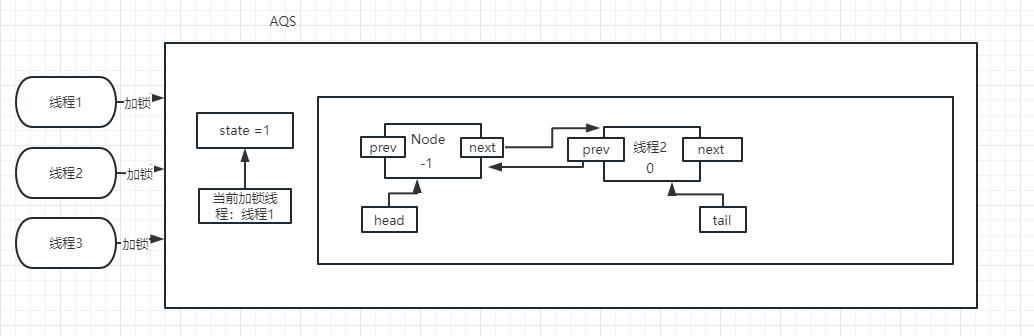 AQS
线程1
加锁
线程2
加锁
线程3
加锁
state =1
当前加锁线
程：线程1
prev
Node
-1
next
prev
线程2
0
next
head
tail